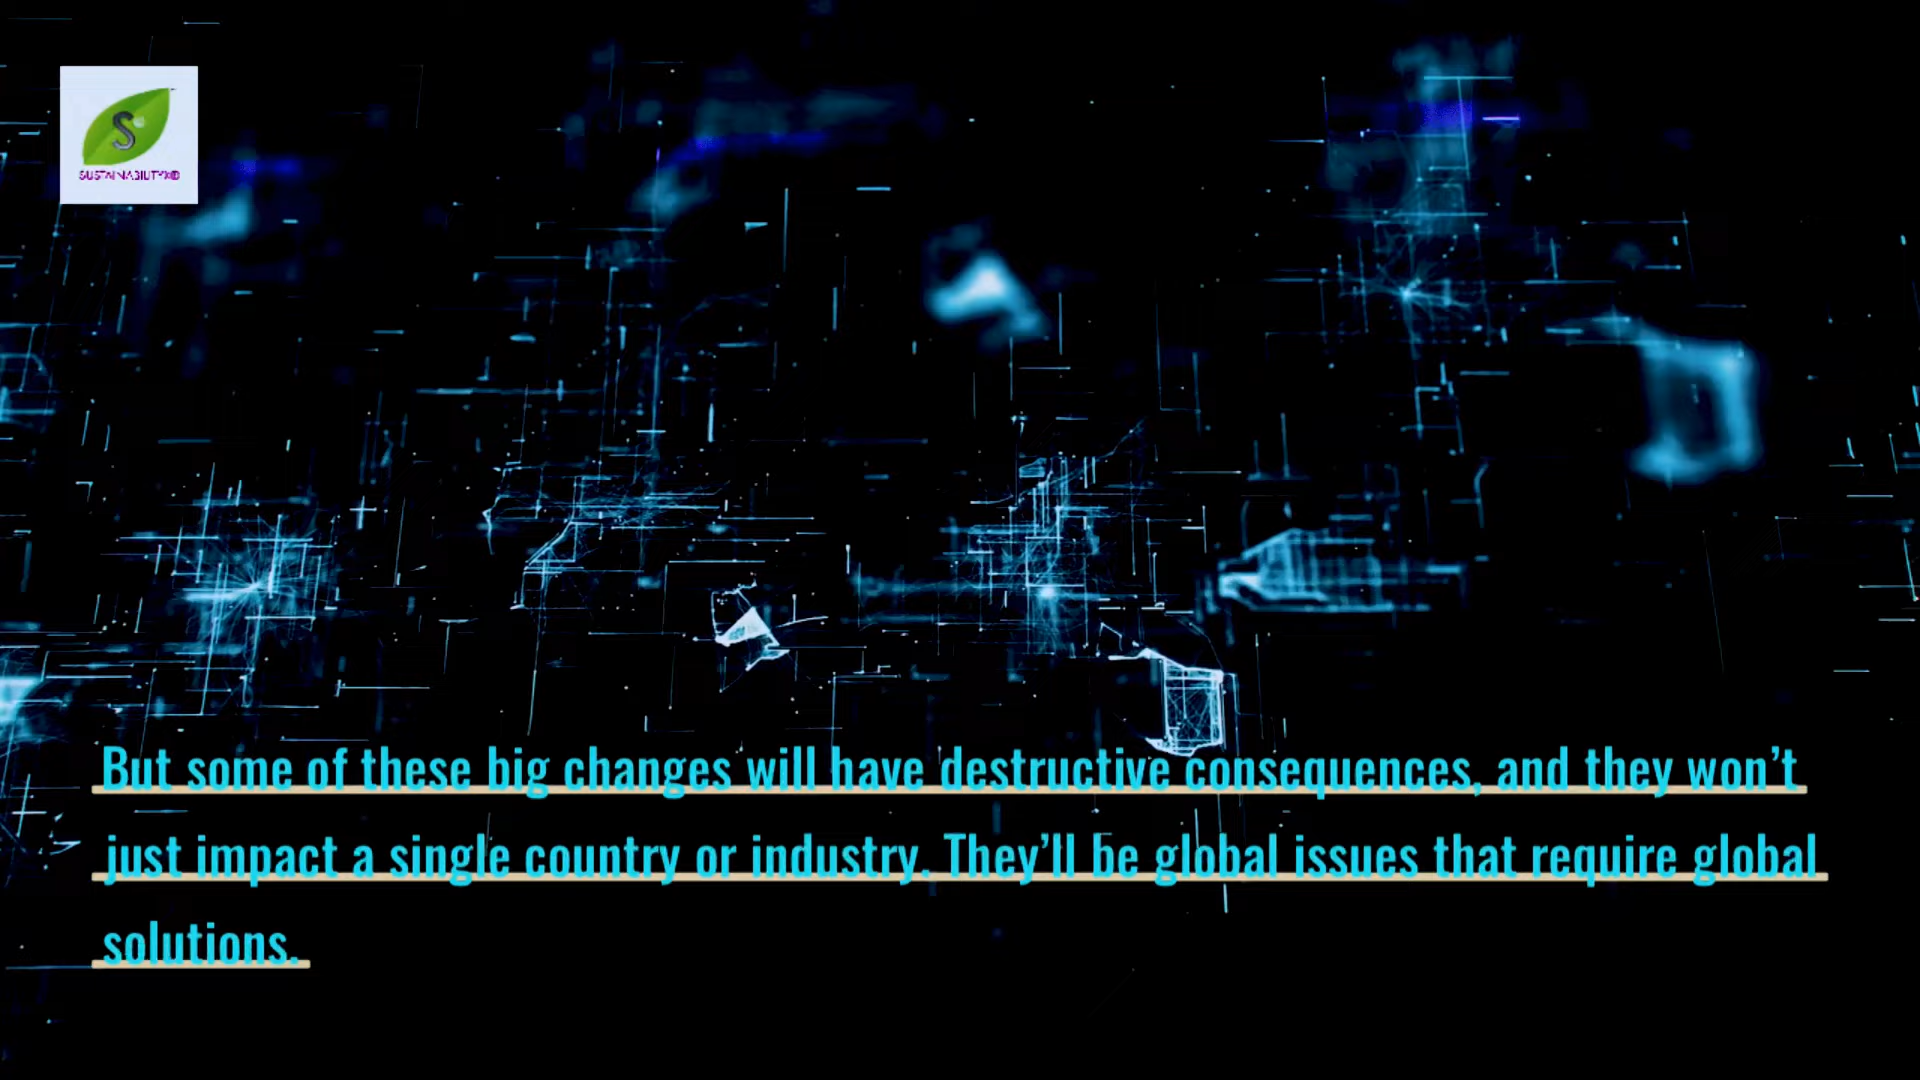 S
But some of these big changes will have destructive consequences, and they won’t
just impact a single country or industry. They’ll be global issues that require global
solutions.